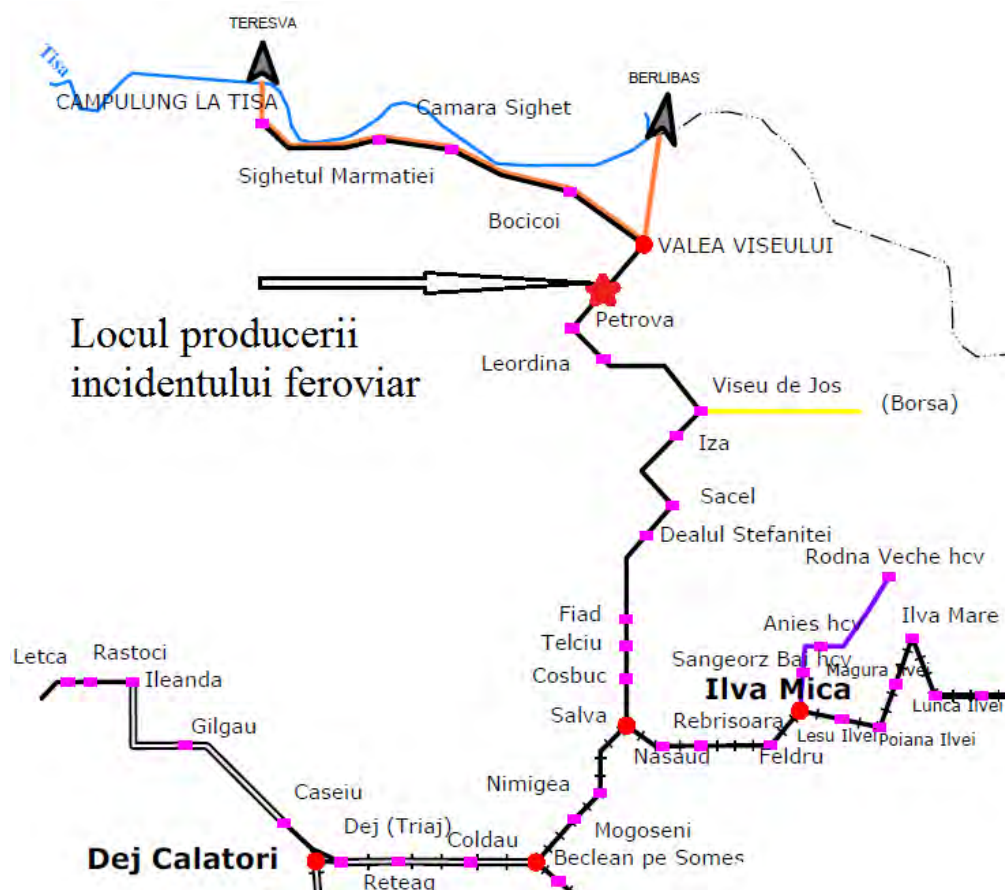 TERESVA
Tisa
BERLIBAS
CAMPULUNG LA TISA
Camara Sighet
Sighetul Marmatiei
Bocicoi
VALEA VISEULUI
Locul producerii
incidentului feroviar
Petrova
Leordina
Viseu de Jos
(Borsa)
Iza
Sacel
Dealul Stefanitei
Rodna Veche hcv
Fiad
Anies hcv
Ilva Mare
Telciu
Letca
Rastoci
Ileanda
Cosbuc
Sangeorz Bai hcv
Magura Ilvei
Ilva Mica
Lunca Ilvei
Gilgau
Salva
Rebrisoara
Lesu Ilvei
Poiana Ilvei
Nasaud
Feldru
Nimigea
Caseiu
Dej (Triaj)
Coldau
Mogoseni
Dej Calatori
Beclean pe Somes
Reteag